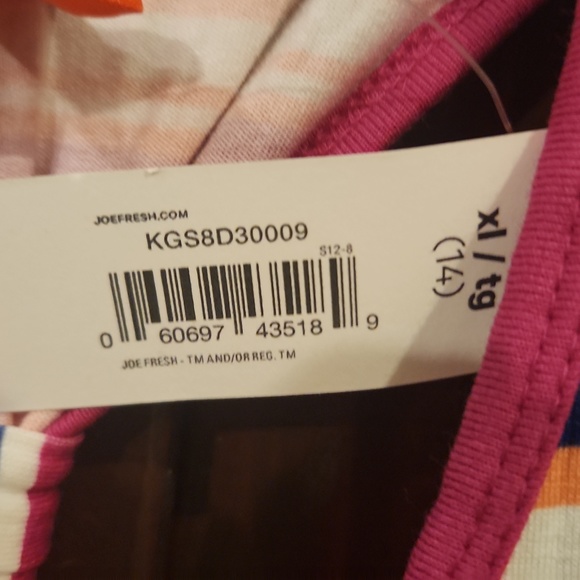 JOEFRESH.COM
KGS8D30009
S12-8
0 60697 43518 9
JOE FRESH - TM AND/OR REG. TM
xl / tg
(14)